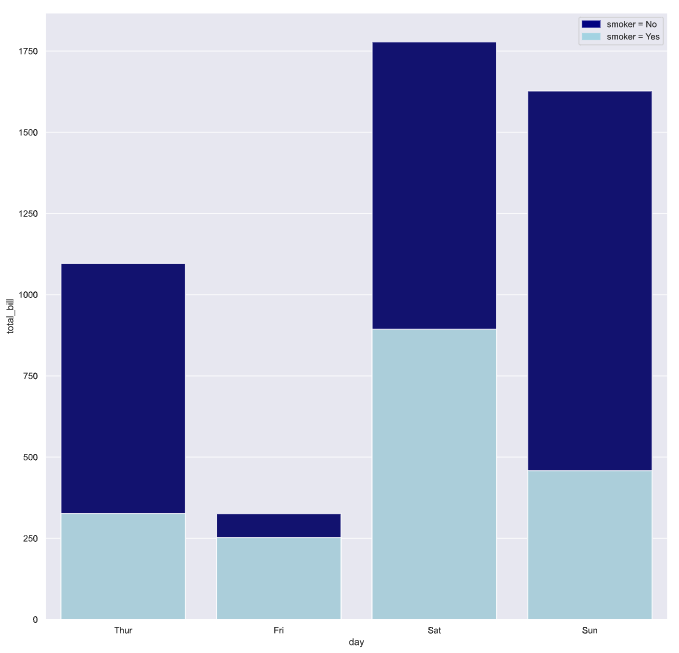 smoker = No
smoker = Yes
1750
1500
1250
1000
750
500
250
0
total_bill
Thur Fri Sat Sun
day